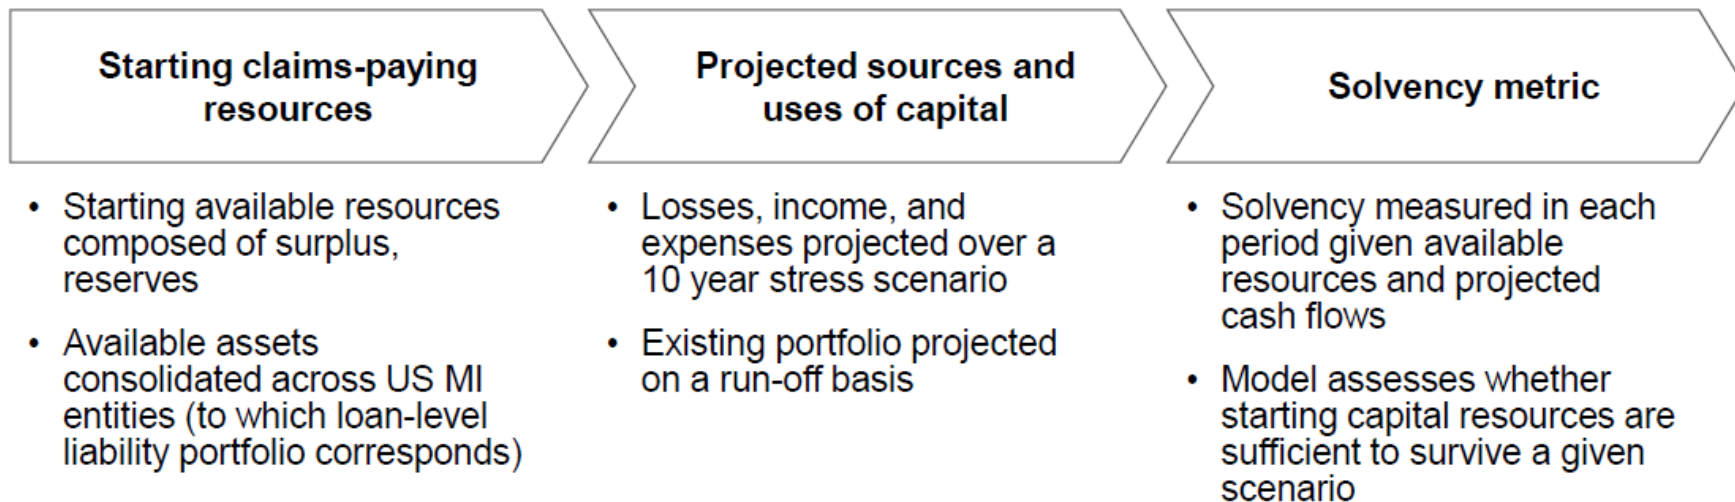 Starting claims-paying
resources
• Starting available resources
composed of surplus,
reserves
• Available assets
consolidated across US MI
entities (to which loan-level
liability portfolio corresponds)
Projected sources and
uses of capital
• Losses, income, and
expenses projected over a
10 year stress scenario
• Existing portfolio projected
on a run-off basis
Solvency metric
• Solvency measured in each
period given available
resources and projected
cash flows
• Model assesses whether
starting capital resources are
sufficient to survive a given
scenario